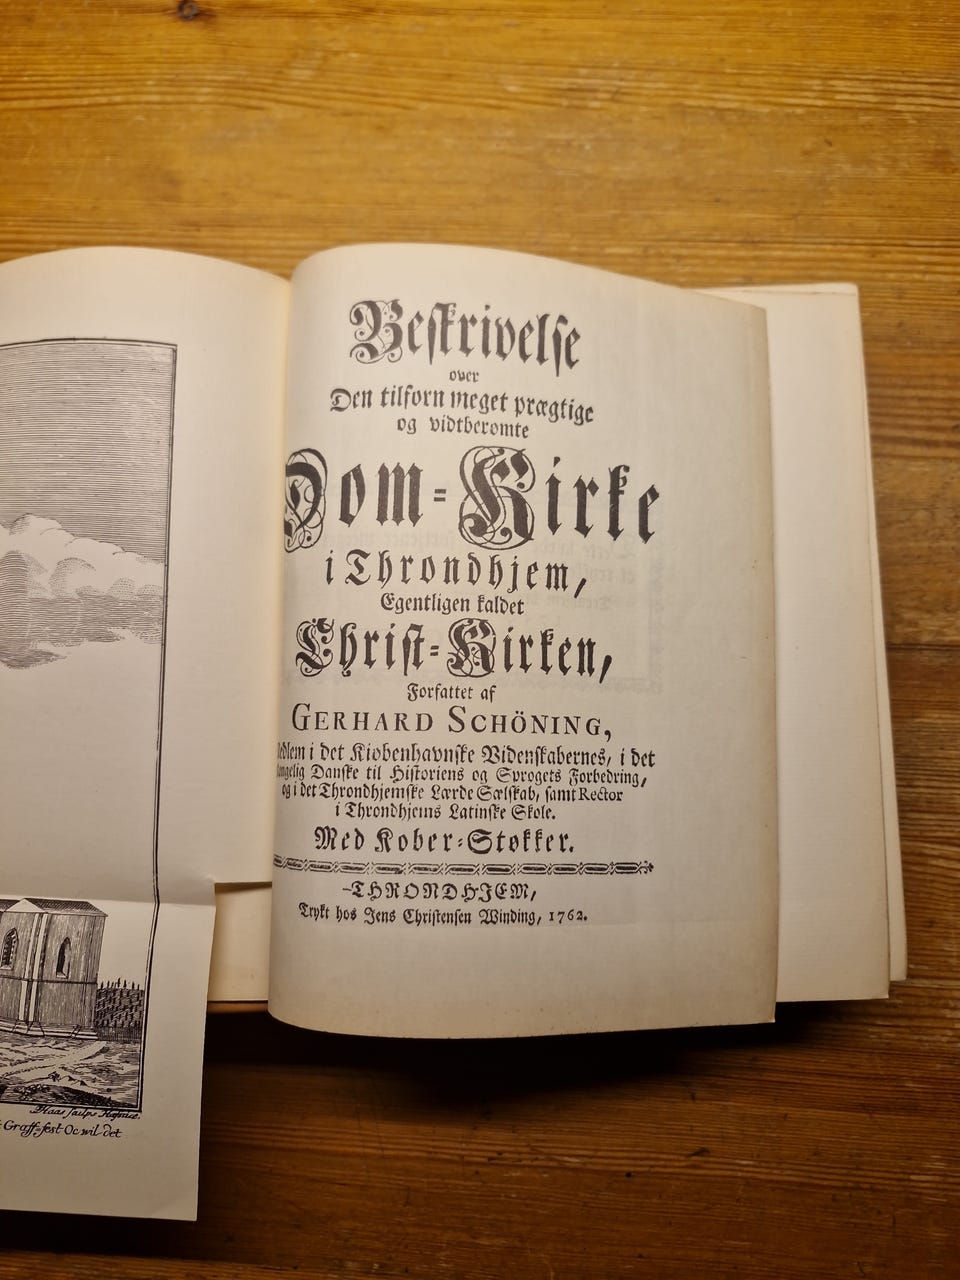 Beskrivelse
over
Den tilforn meget prægtige
og vidtberømte
Dom-Kirke
i Throndhjem,
Egentligen kaldet
Christ-Kirken,
Forfattet af
GERHARD SCHÖNING,
i det Kiøbenhavnske Videnskabernes, i det
Danske til Historiens og Sprogets Forbedring,
og i det Throndhjemske Lærde Sælskab, samt Rector
i Throndhjems Latinske Skole.
Med Kober-Støkker.
THRONDHJEM,
Trykt hos Jens Christensen Winding, 1762.
Haas sculps
Graff-fest Oc wil det